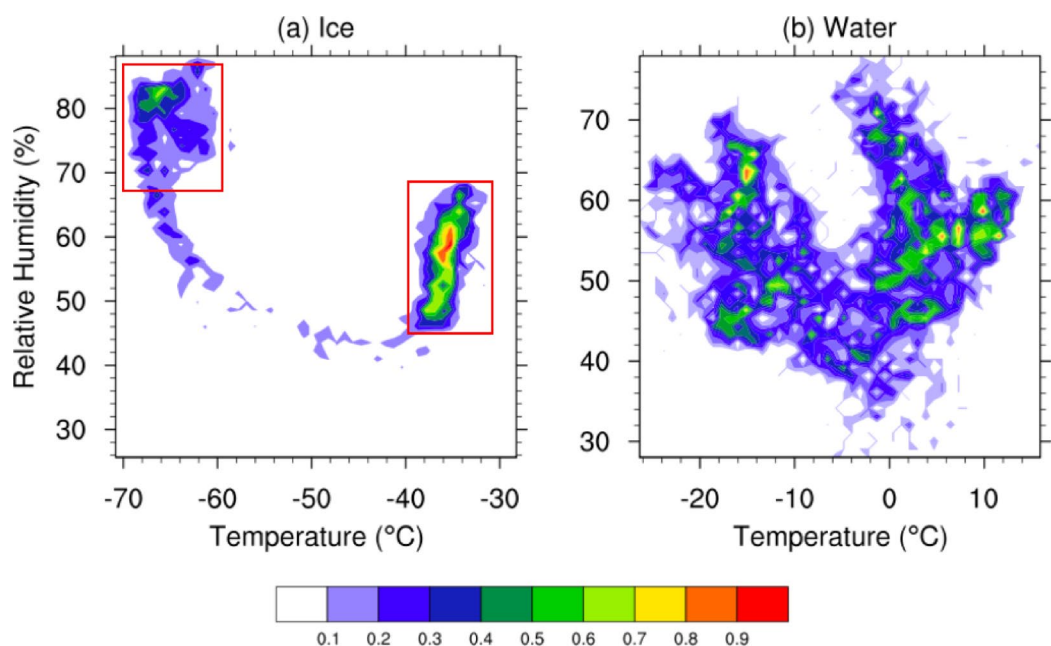 (a) Ice
(b) Water
Relative Humidity (%)
80
70
60
50
40
30
70
60
50
40
30
-70 -60 -50 -40 -30
-20 -10 0 10
Temperature (°C)
Temperature (°C)
0.1 0.2 0.3 0.4 0.5 0.6 0.7 0.8 0.9